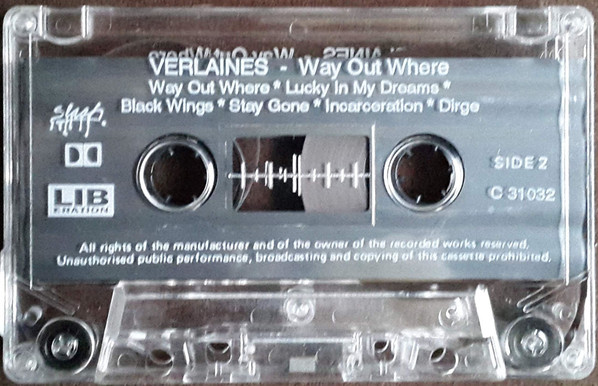 VERLAINES - Way Out Where
Way Out Where * Lucky In My Dreams *
Black Wings * Stay Gone * Incarceration * Dirge
SIDE 2
LIB
ERATION
C 31032
All rights of the manufacturer and of the owner of the recorded works reserved.
Unauthorised public performance, broadcasting and copying of this cassette prohibited.